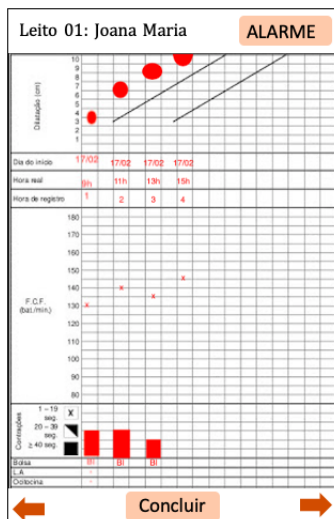 Leito 01: Joana Maria
ALARME
Dilatação (cm)
10
9
8
7
6
5
4
3
2
1
Dia do início 17/02 17/02 17/02 17/02
Hora real 9h 11h 13h 15h
Hora de registro 1 2 3 4
F.C.F.
(bat./min.)
180
170
160
150
140
130
120
110
100
90
80
x x x x
Contrações
1 – 19
seg. X
20 – 39
seg.
≥ 40 seg.
Bolsa BI BI BI
L.A -
Ocitocina -
Concluir